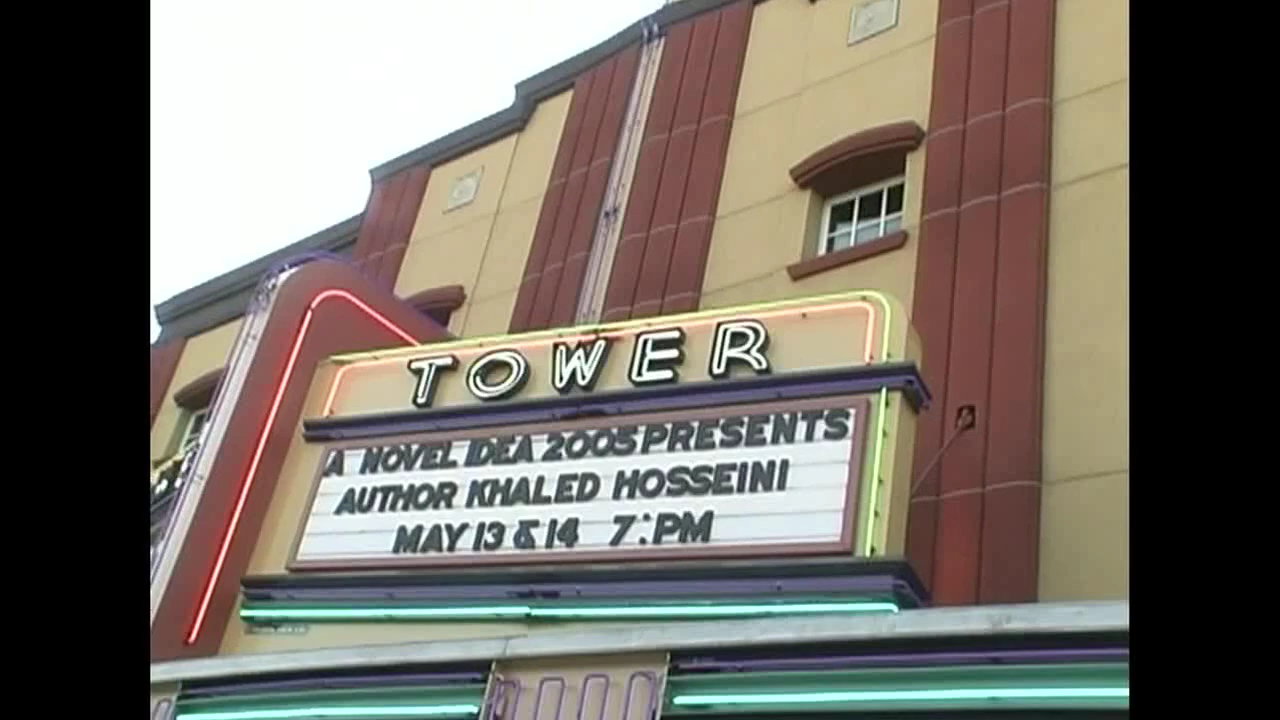 TOWER
A NOVEL IDEA 2005 PRESENTS
AUTHOR KHALED HOSSEINI
MAY 13 & 14 7:PM